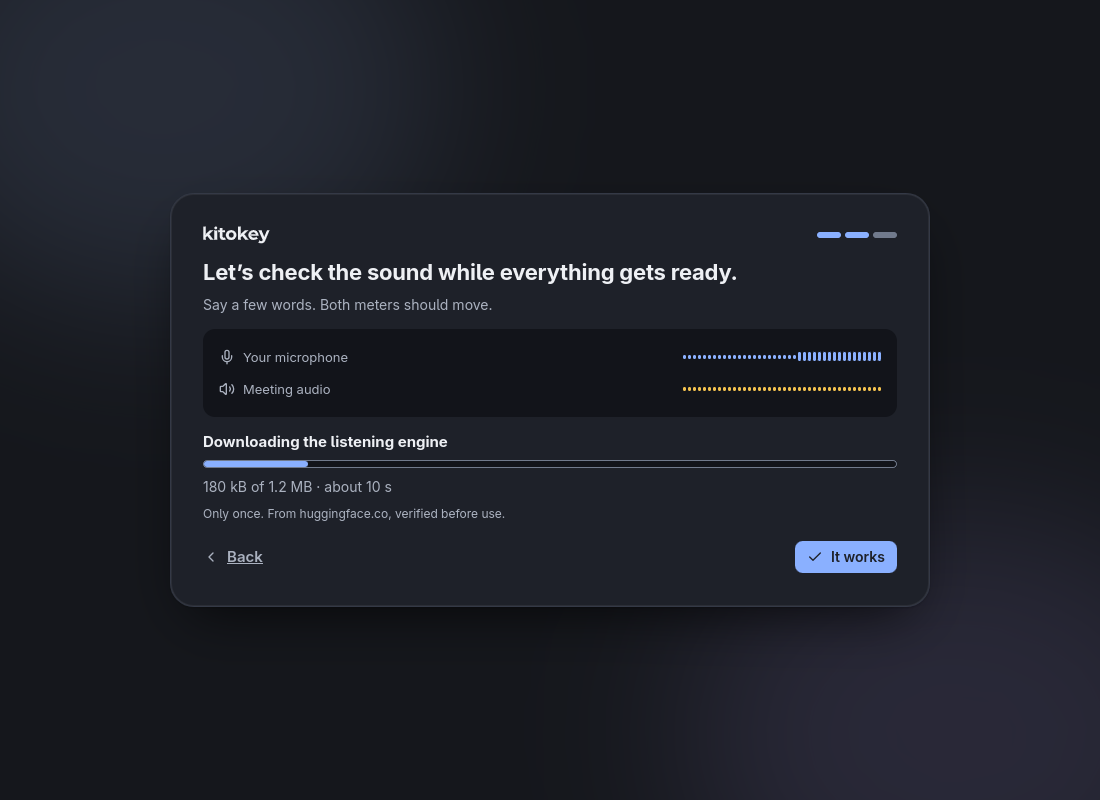 kitokey
Let’s check the sound while everything gets ready.
Say a few words. Both meters should move.
Your microphone
Meeting audio
Downloading the listening engine
180 kB of 1.2 MB · about 10 s
Only once. From huggingface.co, verified before use.
Back
It works